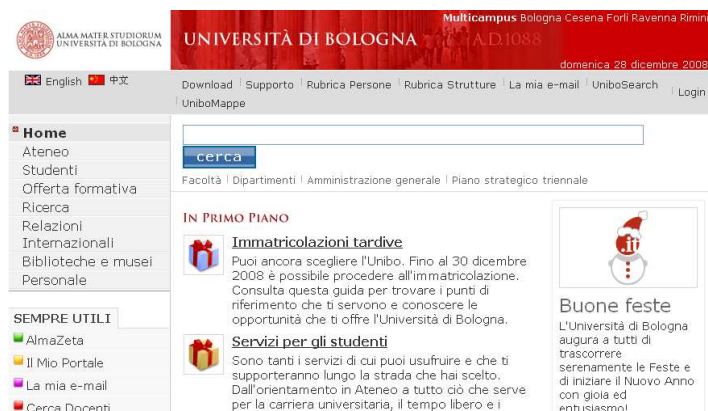 ALMA MATER STUDIORUM
UNIVERSITÀ DI BOLOGNA
UNIVERSITÀ DI BOLOGNA
A.D.1088
Multicampus Bologna Cesena Forlì Ravenna Rimini
domenica 28 dicembre 2008
English 中文
Download Supporto Rubrica Persone Rubrica Strutture La mia e-mail UniboSearch
UniboMappe
Login
Home
Ateneo
Studenti
Offerta formativa
Ricerca
Relazioni
Internazionali
Biblioteche e musei
Personale
SEMPRE UTILI
AlmaZeta
Il Mio Portale
La mia e-mail
Cerca Docenti
cerca
Facoltà Dipartimenti Amministrazione generale Piano strategico triennale
IN PRIMO PIANO
Immatricolazioni tardive
Puoi ancora scegliere l'Unibo. Fino al 30 dicembre
2008 è possibile procedere all'immatricolazione.
Consulta questa guida per trovare i punti di
riferimento che ti servono e conoscere le
opportunità che ti offre l'Università di Bologna.
Servizi per gli studenti
Sono tanti i servizi di cui puoi usufruire e che ti
supporteranno lungo la strada che hai scelto.
Dall'orientamento in Ateneo a tutto ciò che serve
per la carriera universitaria, il tempo libero e i
.it
Buone feste
L'Università di Bologna
augura a tutti di
trascorrere
serenamente le Feste e
di iniziare il Nuovo Anno
con gioia ed
entusiasmo!